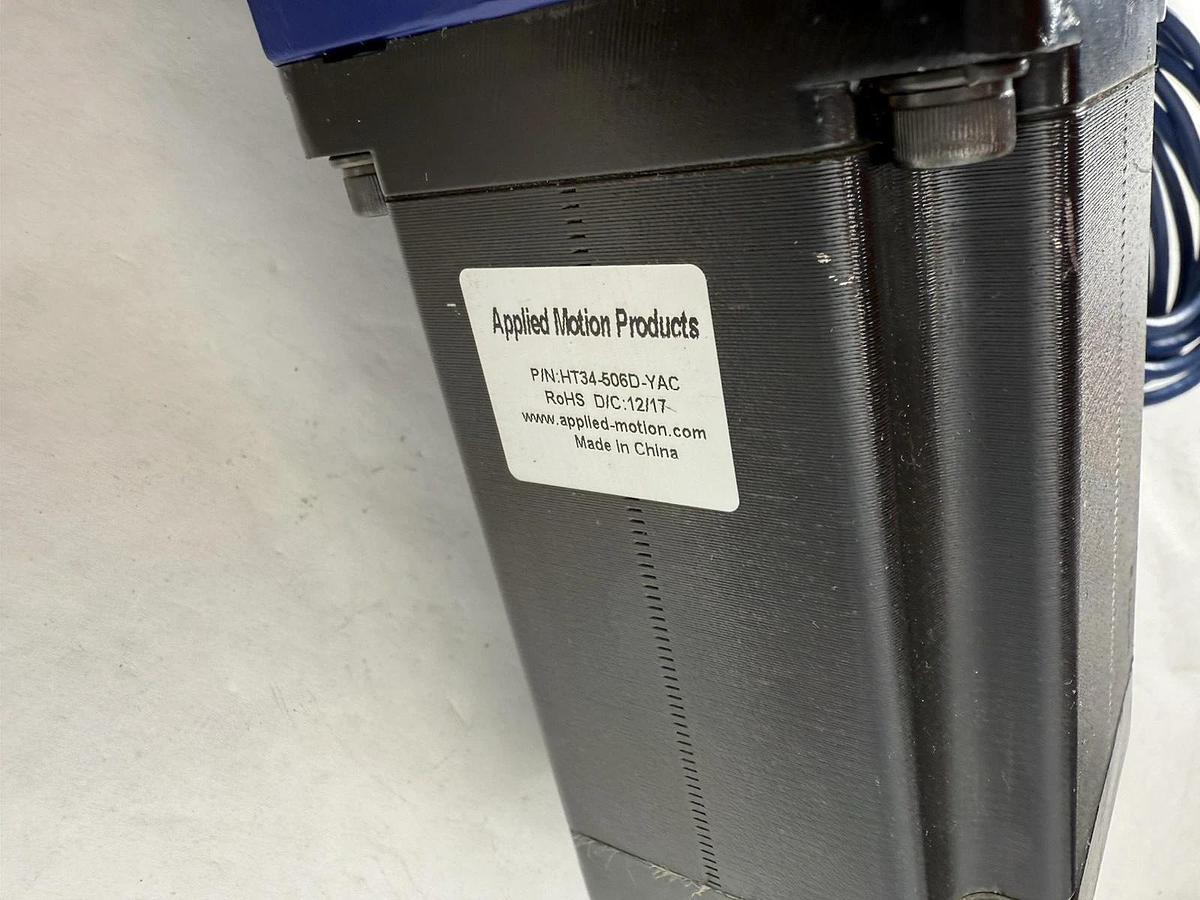 Applied Motion Products
P/N:HT34-506D-YAC
RoHS D/C:12/17
www.applied-motion.com
Made in China